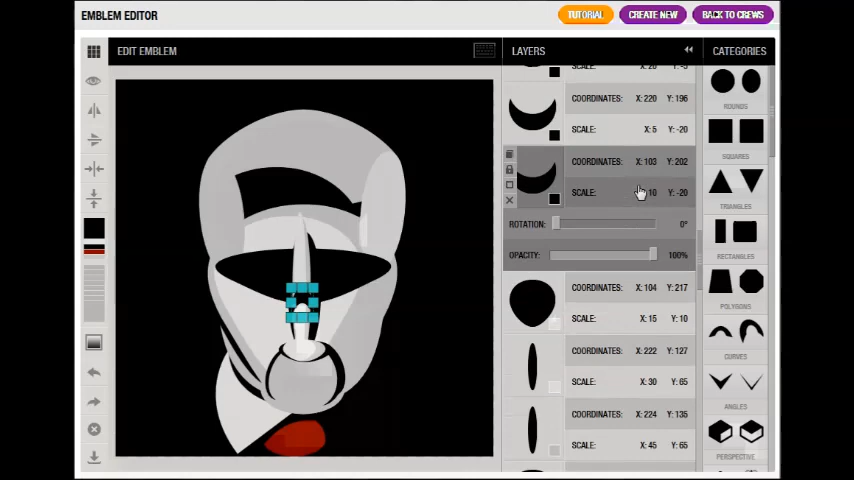 EMBLEM EDITOR
TUTORIAL
CREATE NEW
BACK TO CREWS
EDIT EMBLEM
LAYERS
CATEGORIES
COORDINATES: X: 220 Y: 196
SCALE: X: 5 Y: -20
COORDINATES: X: 103 Y: 202
SCALE: 10 Y: -20
ROTATION: 0°
OPACITY: 100%
COORDINATES: X: 104 Y: 217
SCALE: X: 15 Y: 10
COORDINATES: X: 222 Y: 127
SCALE: X: 30 Y: 65
COORDINATES: X: 224 Y: 135
SCALE: X: 45 Y: 65
ROUNDS
SQUARES
TRIANGLES
RECTANGLES
POLYGONS
CURVES
ANGLES
PERSPECTIVE